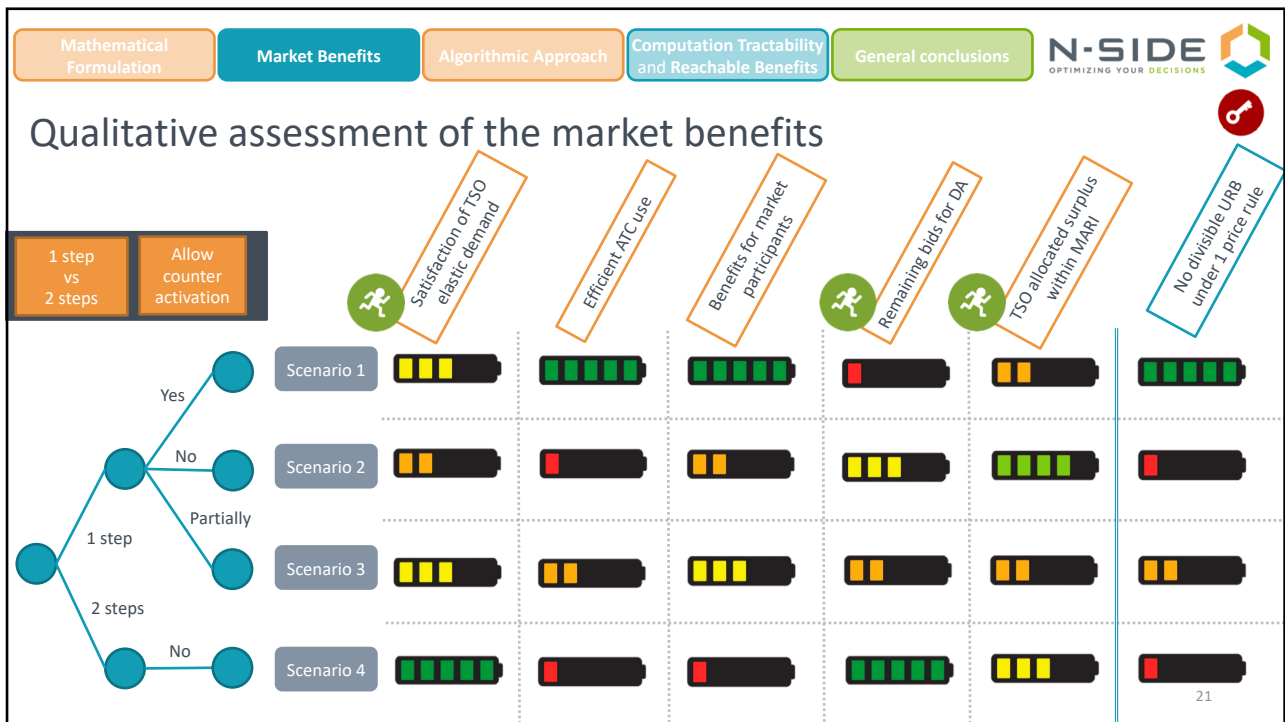 Mathematical
Formulation
Market Benefits
Algorithmic Approach
Computation Tractability
and Reachable Benefits
General conclusions
N-SIDE
OPTIMIZING YOUR DECISIONS
Qualitative assessment of the market benefits
1 step
vs
2 steps
Allow
counter
activation
Satisfaction of TSO
elastic demand
Efficient ATC use
Benefits for market
participants
Remaining bids for DA
TSO allocated surplus
within MARI
No divisible URB
under 1 price rule
Yes
Scenario 1
No
Scenario 2
Partially
1 step
Scenario 3
2 steps
No
Scenario 4
21